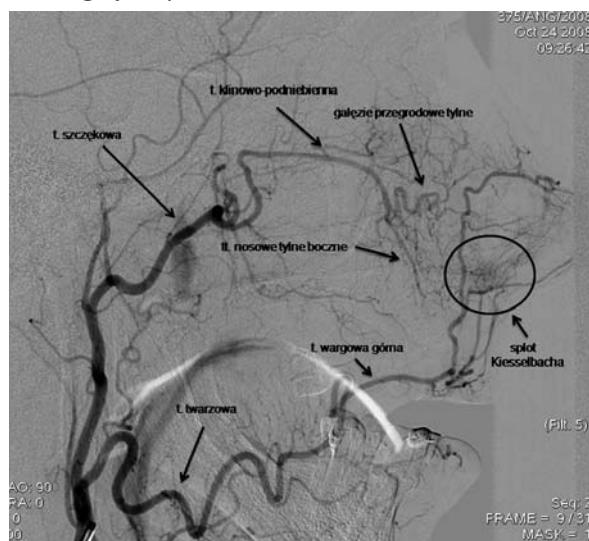 375/ANG/2008
Oct 24 2008
09:26:42
t. klinowo-podniebienna
gałęzie przegrodowe tylne
t. szczękowa
tt. nosowe tylne boczne
t. wargowa górna
splot
Kiesselbacha
t. twarzowa
(Filt. 5)
AO: 90
RA: 0
0
00
Seq: 2
FRAME = 9 / 31
MASK = 1